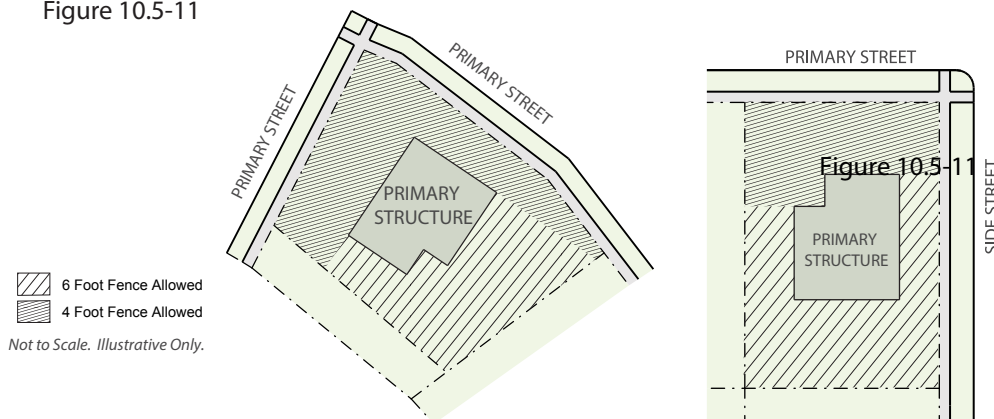 Figure 10.5-11
PRIMARY STREET
PRIMARY STREET
PRIMARY
STRUCTURE
6 Foot Fence Allowed
4 Foot Fence Allowed
Not to Scale. Illustrative Only.
PRIMARY STREET
Figure 10.5-11
SIDE STREET
PRIMARY
STRUCTURE